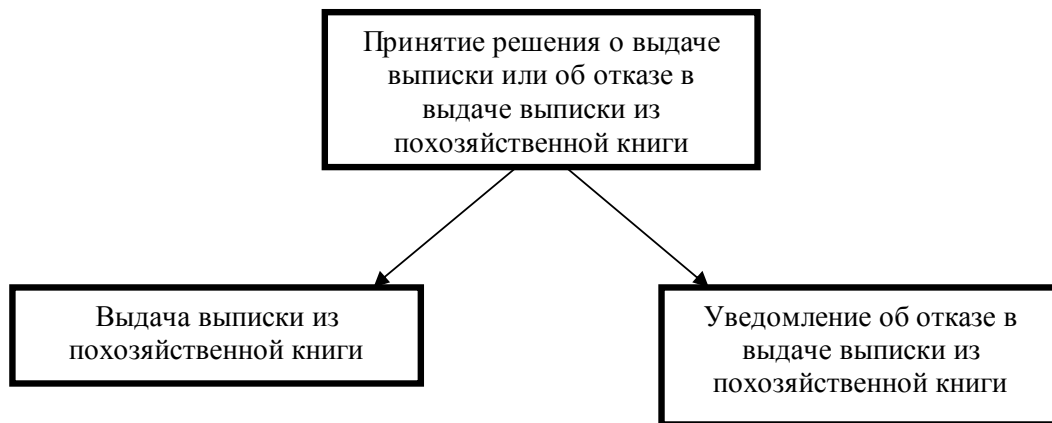 Принятие решения о выдаче
выписки или об отказе в
выдаче выписки из
похозяйственной книги
Выдача выписки из
похозяйственной книги
Уведомление об отказе в
выдаче выписки из
похозяйственной книги